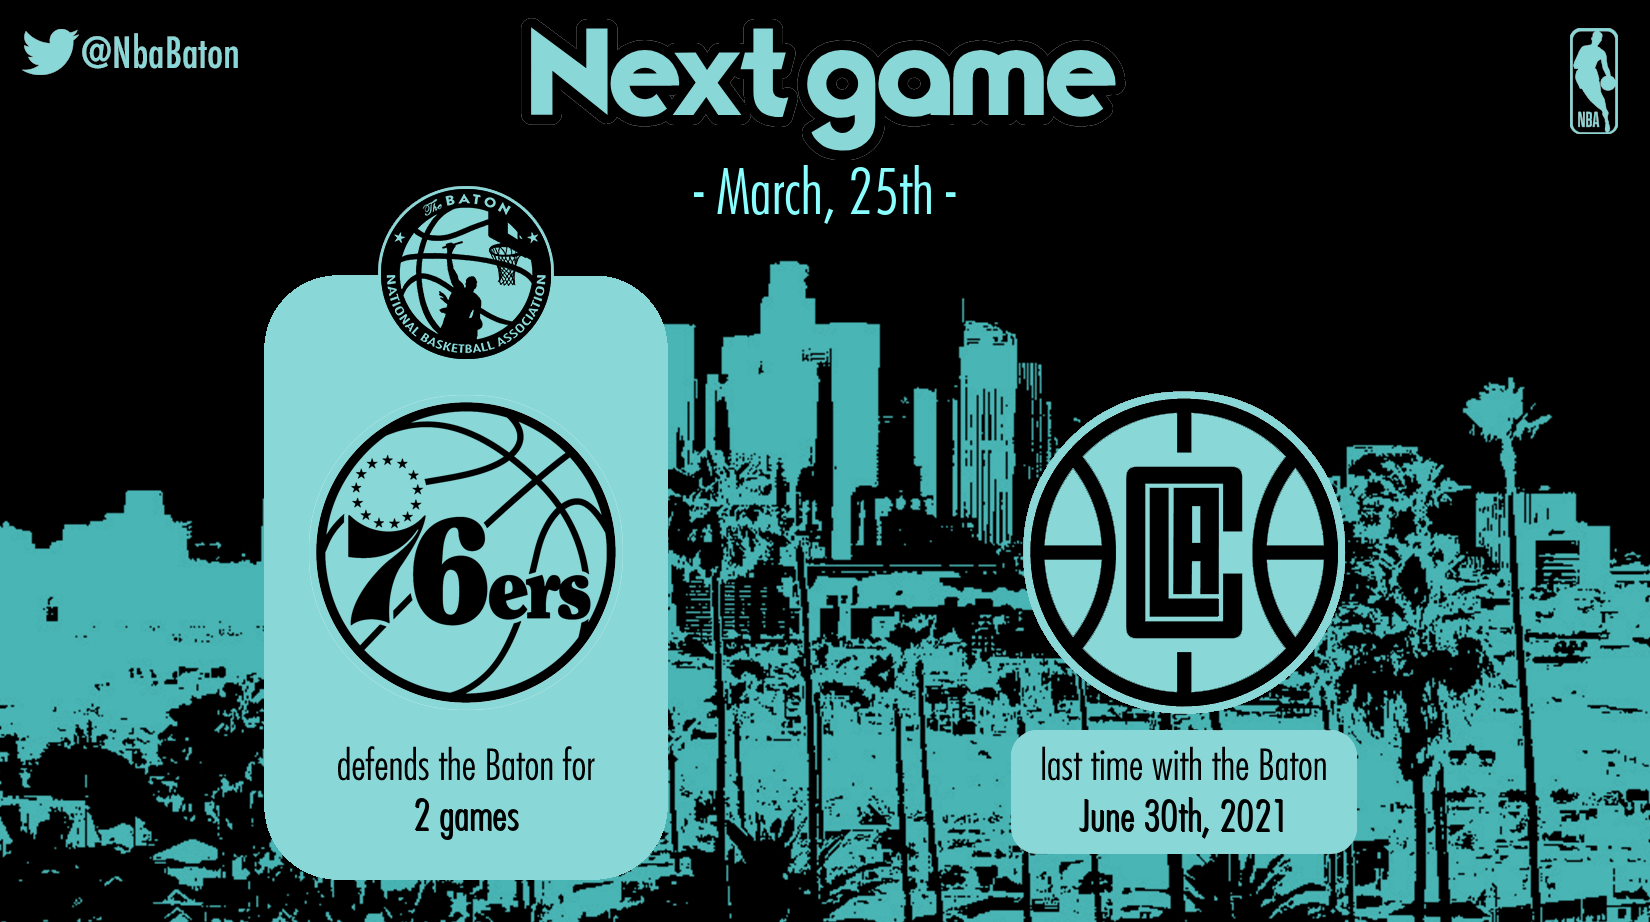 @NbaBaton
Next game
NBA
- March, 25th -
The BATON
NATIONAL BASKETBALL ASSOCIATION
76ers
LAC
defends the Baton for
2 games
last time with the Baton
June 30th, 2021